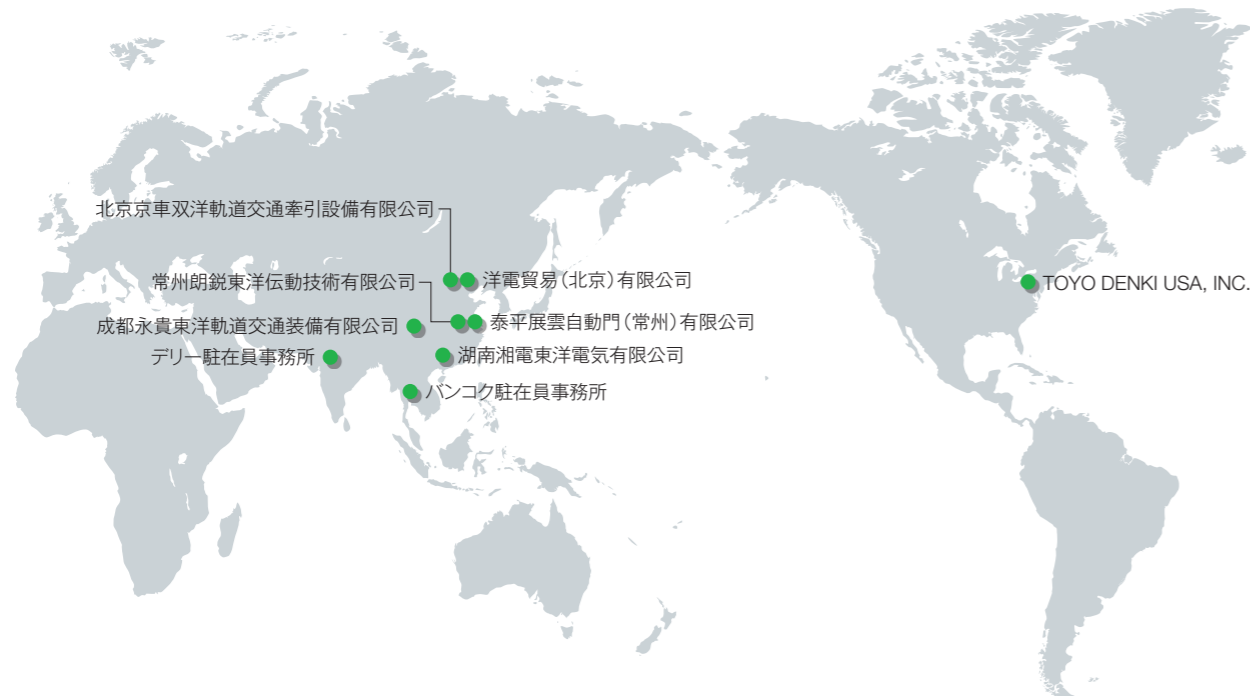 北京京車双洋軌道交通牽引設備有限公司
常州朗鋭東洋伝動技術有限公司
洋電貿易(北京)有限公司
TOYO DENKI USA, INC.
成都永貴東洋軌道交通装備有限公司
泰平展雲自動門(常州)有限公司
デリー駐在員事務所
湖南湘電東洋電気有限公司
バンコク駐在員事務所